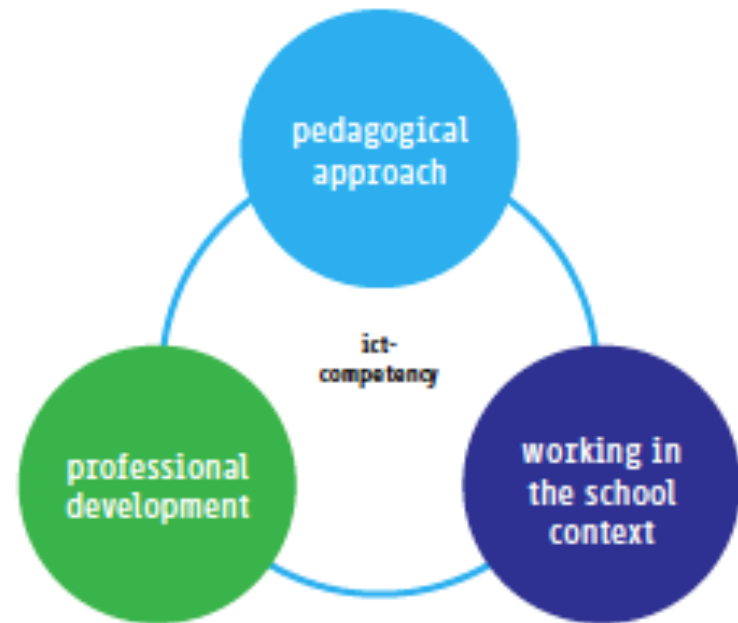 pedagogical
approach
ict-
competency
professional
development
working in
the school
context